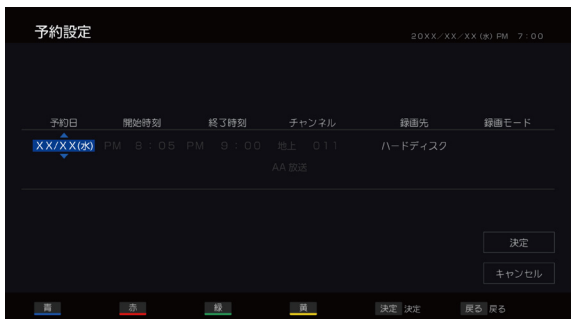 予約設定
20XX/XX/XX(水) PM 7:00
予約日 開始時刻 終了時刻 チャンネル 録画先 録画モード
XX/XX(水) PM 8:05 PM 9:00 地上 011 ハードディスク
AA 放送
決定
キャンセル
青 赤 緑 黄 決定 決定 戻る 戻る